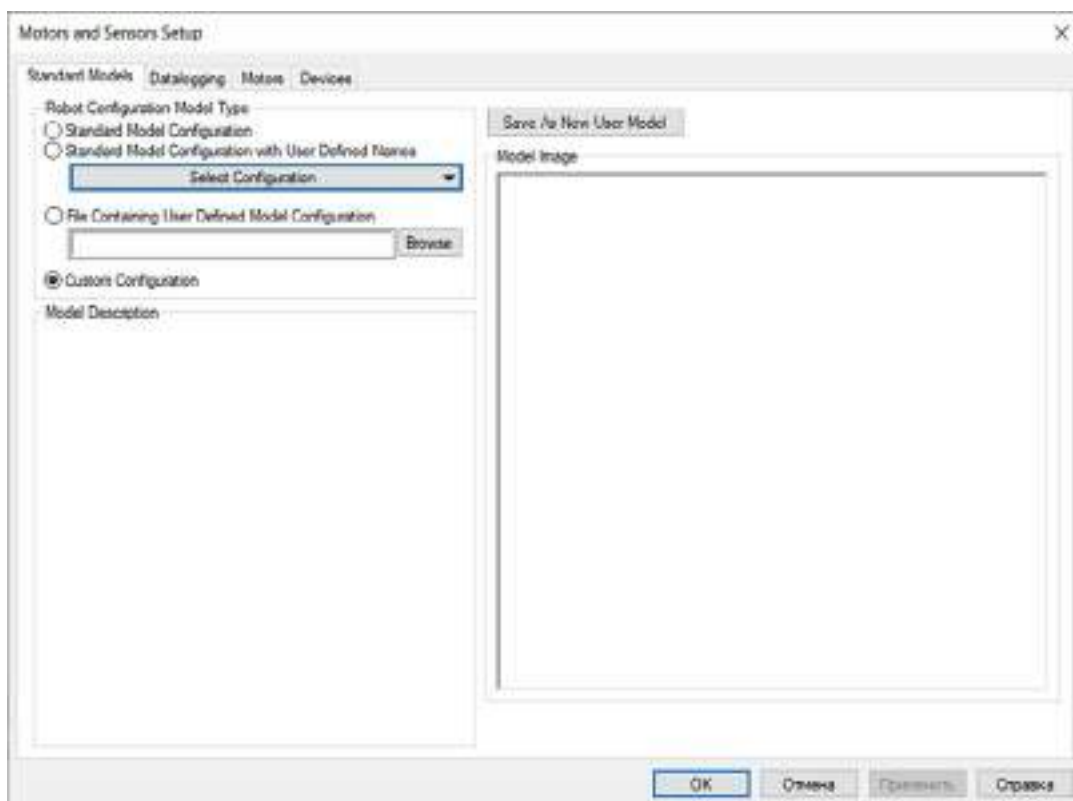 Motors and Sensors Setup
Standard Models Datalogging Motors Devices
Robot Configuration Model Type
Standard Model Configuration
Standard Model Configuration with User Defined Names
Select Configuration
File Containing User Defined Model Configuration
Browse
Custom Configuration
Model Description
Save As New User Model
Model Image
OK Отмена Применить Справка